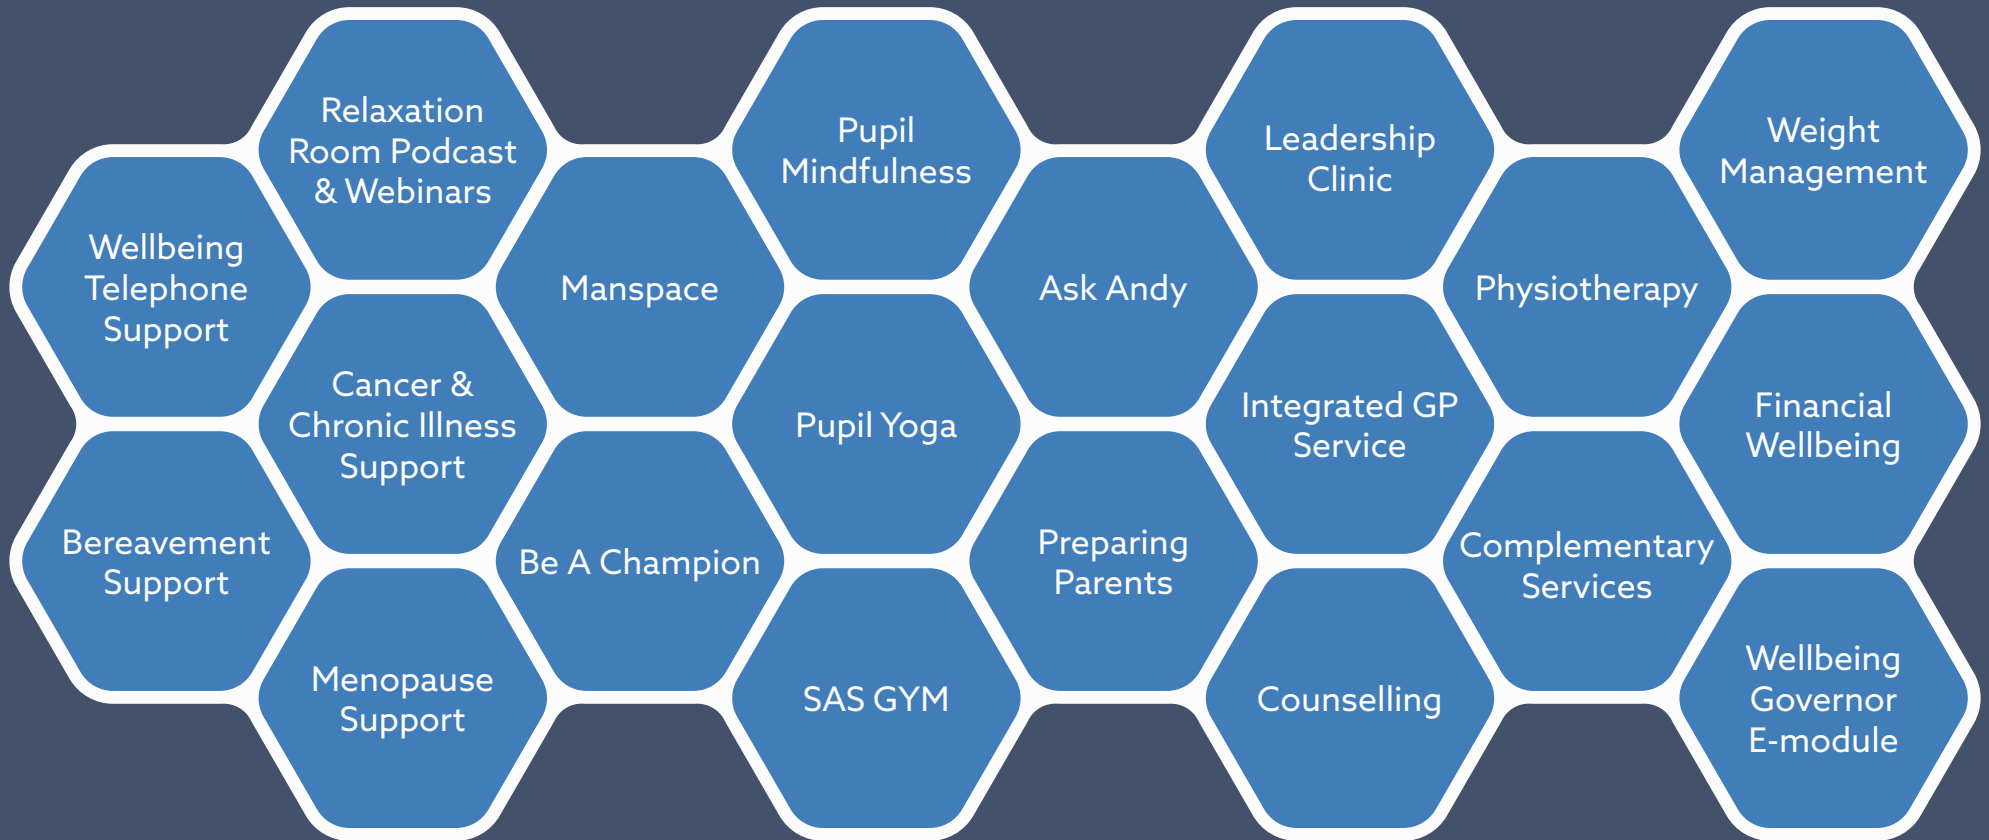 Relaxation
Room Podcast
& Webinars
Pupil
Mindfulness
Leadership
Clinic
Weight
Management
Wellbeing
Telephone
Support
Manspace
Ask Andy
Physiotherapy
Cancer &
Chronic Illness
Support
Pupil Yoga
Integrated GP
Service
Financial
Wellbeing
Bereavement
Support
Be A Champion
Preparing
Parents
Complementary
Services
Menopause
Support
SAS GYM
Counselling
Wellbeing
Governor
E-module